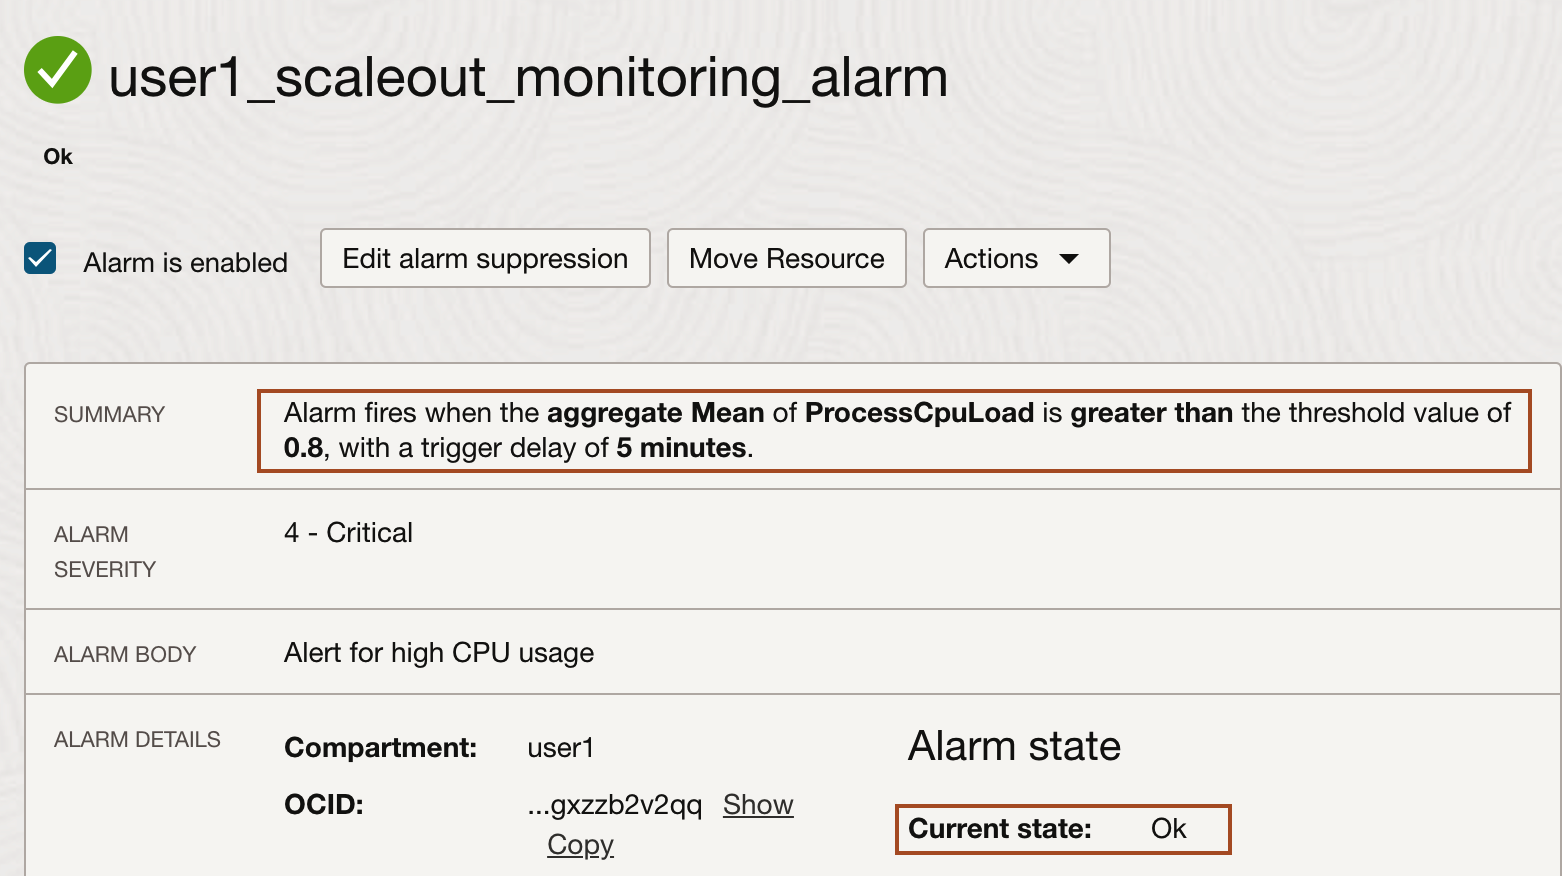 user1_scaleout_monitoring_alarm
Ok
Alarm is enabled
Edit alarm suppression
Move Resource
Actions
SUMMARY
Alarm fires when the aggregate Mean of ProcessCpuLoad is greater than the threshold value of
0.8, with a trigger delay of 5 minutes.
ALARM
SEVERITY
4 - Critical
ALARM BODY
Alert for high CPU usage
ALARM DETAILS
Compartment: user1
OCID: ...gxzzb2v2qq Show
Copy
Alarm state
Current state: Ok